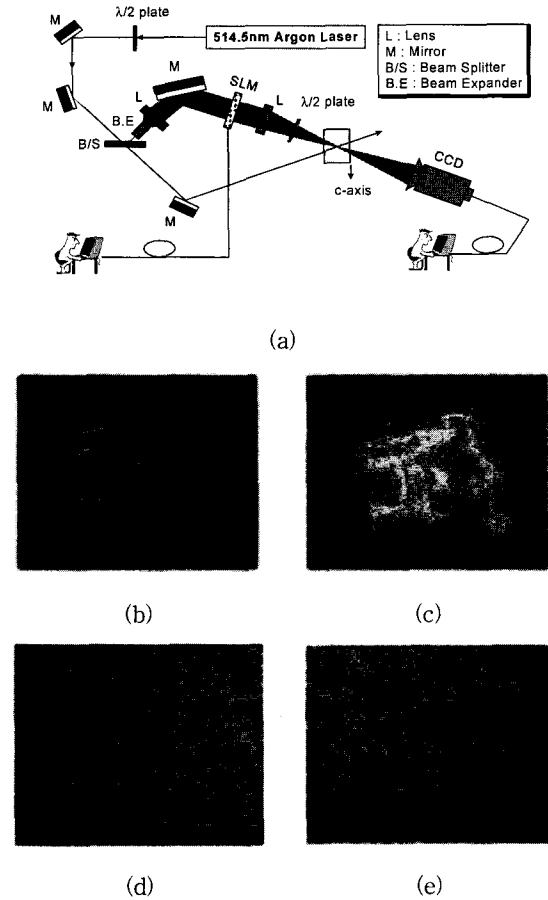 M
λ/2 plate
514.5nm Argon Laser
L : Lens
M : Mirror
B/S : Beam Splitter
B.E : Beam Expander
M
M
L
B.E
B/S
SLM
L
λ/2 plate
M
c-axis
CCD
(a)
(b)
(c)
(d)
(e)